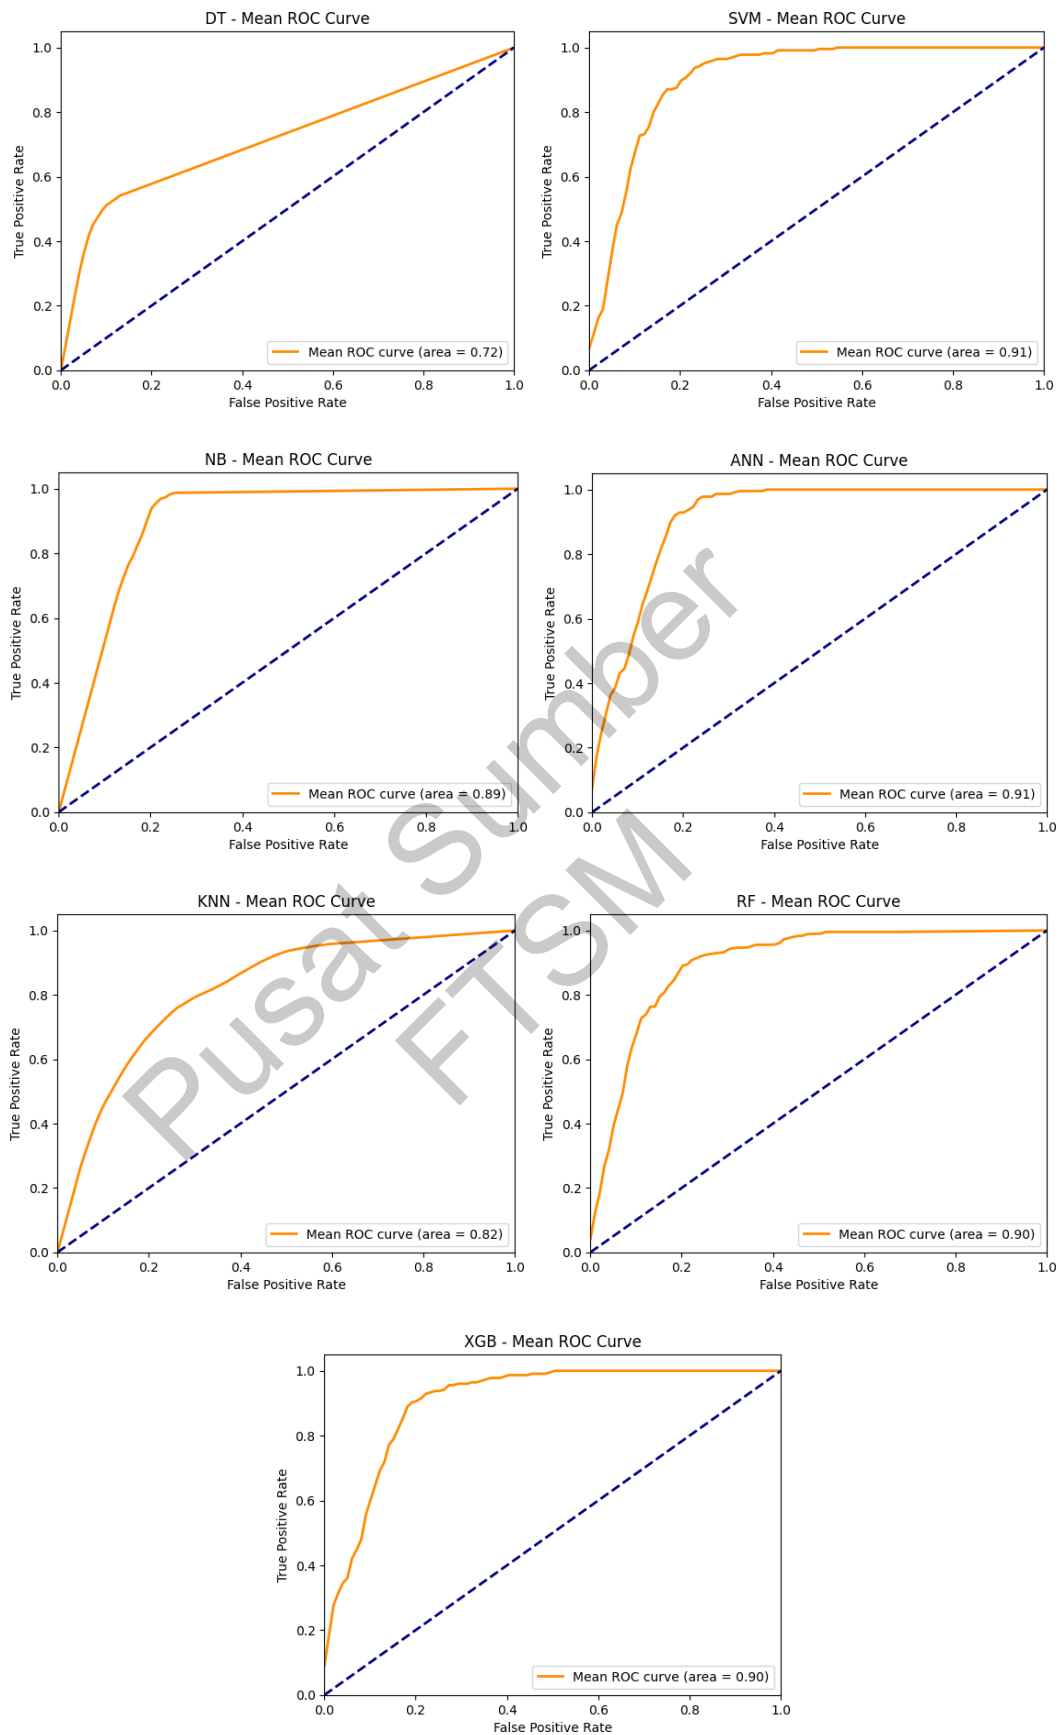 DT - Mean ROC Curve
True Positive Rate
1.0
0.8
0.6
0.4
0.2
0.0
Mean ROC curve (area = 0.72)
0.0 0.2 0.4 0.6 0.8 1.0
False Positive Rate
SVM - Mean ROC Curve
True Positive Rate
1.0
0.8
0.6
0.4
0.2
0.0
Mean ROC curve (area = 0.91)
0.0 0.2 0.4 0.6 0.8 1.0
False Positive Rate
NB - Mean ROC Curve
True Positive Rate
1.0
0.8
0.6
0.4
0.2
0.0
Mean ROC curve (area = 0.89)
0.0 0.2 0.4 0.6 0.8 1.0
False Positive Rate
ANN - Mean ROC Curve
True Positive Rate
1.0
0.8
0.6
0.4
0.2
0.0
Mean ROC curve (area = 0.91)
0.0 0.2 0.4 0.6 0.8 1.0
False Positive Rate
Pusat Sumber
FTSM
KNN - Mean ROC Curve
True Positive Rate
1.0
0.8
0.6
0.4
0.2
0.0
Mean ROC curve (area = 0.82)
0.0 0.2 0.4 0.6 0.8 1.0
False Positive Rate
RF - Mean ROC Curve
True Positive Rate
1.0
0.8
0.6
0.4
0.2
0.0
Mean ROC curve (area = 0.90)
0.0 0.2 0.4 0.6 0.8 1.0
False Positive Rate
XGB - Mean ROC Curve
True Positive Rate
1.0
0.8
0.6
0.4
0.2
0.0
Mean ROC curve (area = 0.90)
0.0 0.2 0.4 0.6 0.8 1.0
False Positive Rate